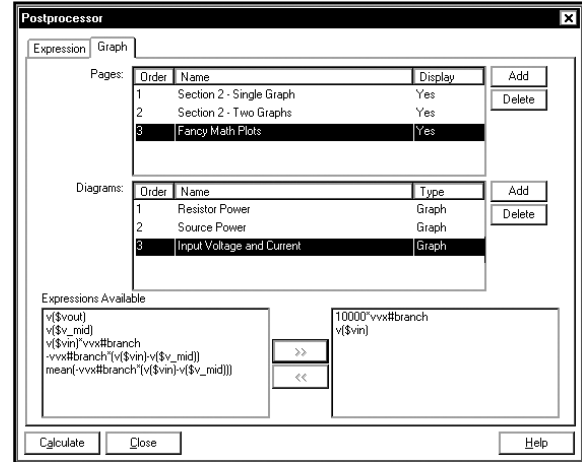 Postprocessor
Expression Graph
Pages:
Order Name Display
1 Section 2 - Single Graph Yes
2 Section 2 - Two Graphs Yes
3 Fancy Math Plots Yes
Add
Delete
Diagrams:
Order Name Type
1 Resistor Power Graph
2 Source Power Graph
3 Input Voltage and Current Graph
Add
Delete
Expressions Available
v($vout)
v($v_mid)
v($vin)*vvx#branch
-vvx#branch*(v($vin)-v($v_mid))
mean(-vvx#branch*(v($vin)-v($v_mid)))
>>
<<
10000*vvx#branch
v($vin)
Calculate Close Help